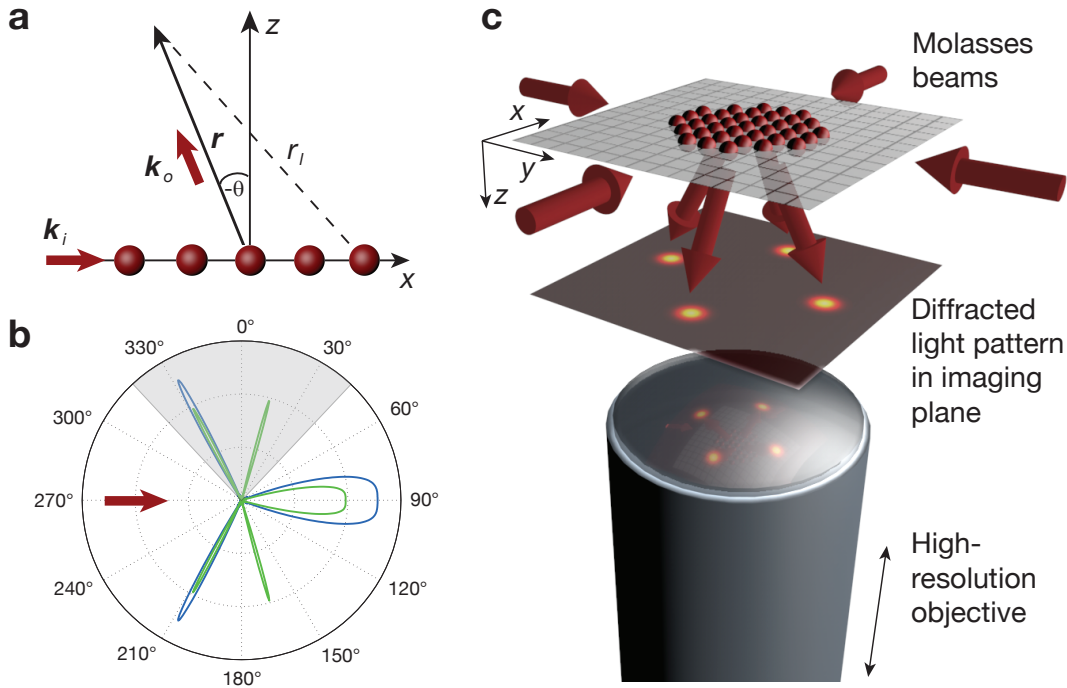 a
z
r
r_l
k_o
-θ
k_i
x
b
0°
330°
30°
300°
60°
270°
90°
240°
120°
210°
150°
180°
c
Molasses
beams
x
y
z
Diffracted
light pattern
in imaging
plane
High-
resolution
objective